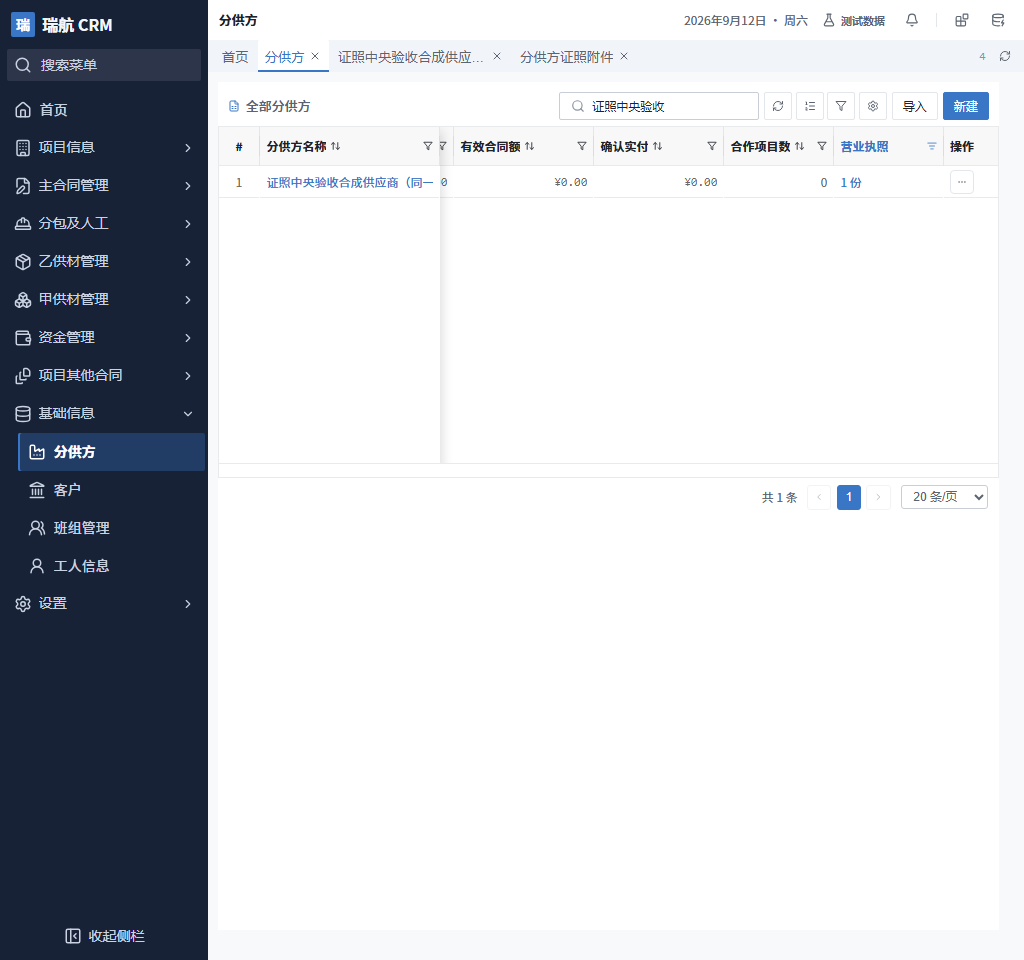 瑞 瑞航 CRM
搜索菜单
首页
项目信息
主合同管理
分包及人工
乙供材管理
甲供材管理
资金管理
项目其他合同
基础信息
分供方
客户
班组管理
工人信息
设置
收起侧栏
分供方
2026年9月12日 · 周六 测试数据
首页 分供方 证照中央验收合成供应... 分供方证照附件 4
全部分供方 证照中央验收 导入 新建
# 分供方名称 有效合同额 确认实付 合作项目数 营业执照 操作
1 证照中央验收合成供应商（同一 0 ¥0.00 ¥0.00 0 1 份 ...
共 1 条 1 20 条/页